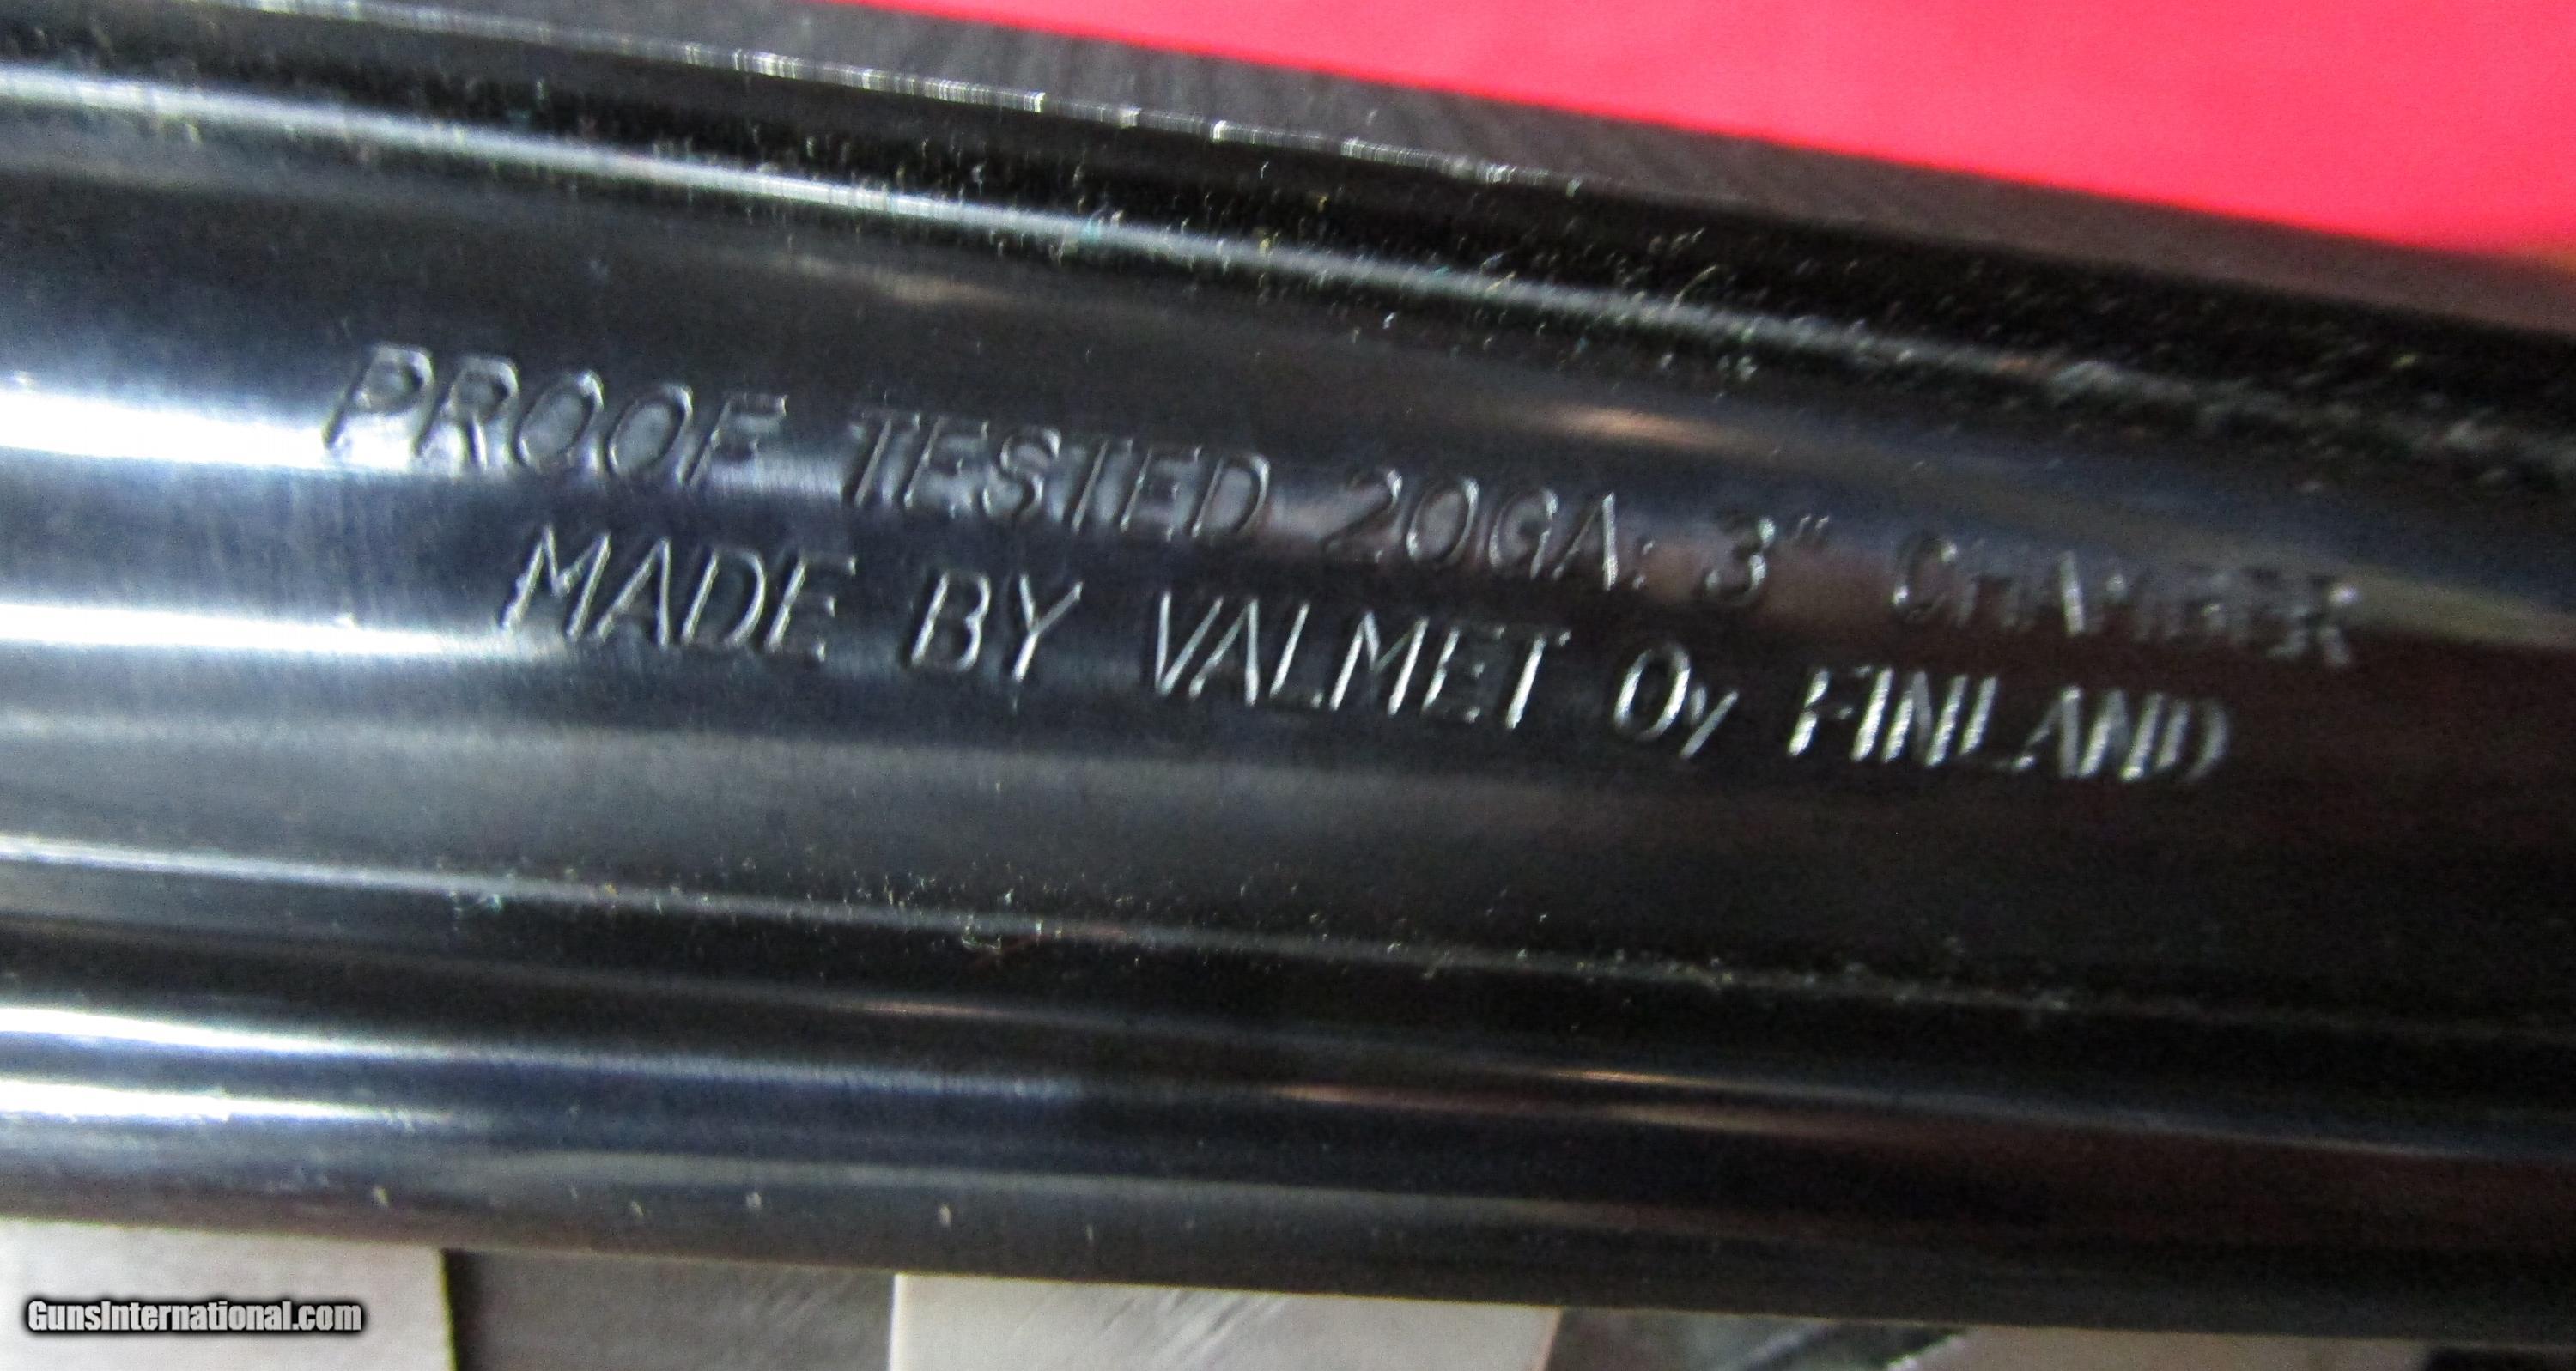 PROOF TESTED 20GA. 3" CHAMBER
MADE BY VALMET Oy FINLAND
GunsInternational.com